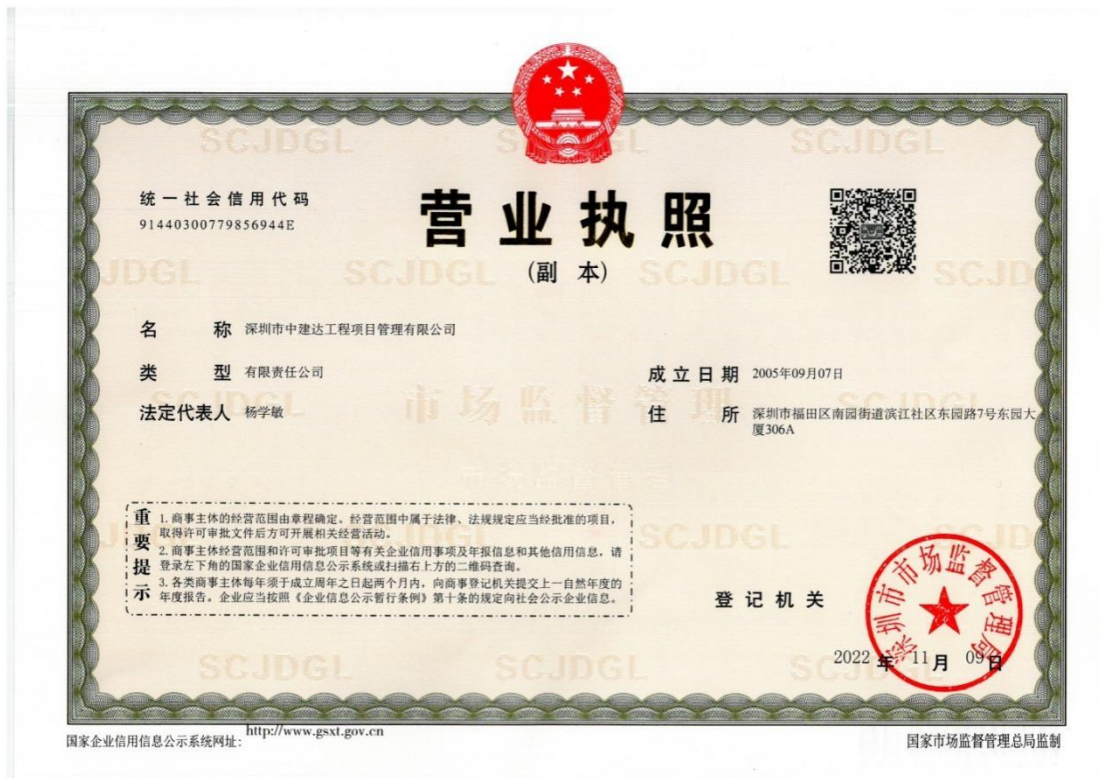 SCJDGL
SCJDGL
统一社会信用代码
91440300779856944E
营业执照
(副 本)
JDGL SCJDGL SCJDGL SCJD
名 称 深圳市中建达工程项目管理有限公司
类 型 有限责任公司
成立日期 2005年09月07日
法定代表人 杨学敏
住 所 深圳市福田区南园街道滨江社区东园路7号东园大
厦306A
市场监督管理
重要提示
1. 商事主体的经营范围由章程确定。经营范围中属于法律、法规规定应当经批准的项目,
取得许可审批文件后方可开展相关经营活动。
2. 商事主体经营范围和许可审批项目等有关企业信用事项及年报信息和其他信用信息,请
登录左下角的国家企业信用信息公示系统或扫描右上方的二维码查询。
3. 各类商事主体每年须于成立周年之日起两个月内,向商事登记机关提交上一自然年度的
年度报告。企业应当按照《企业信息公示暂行条例》第十条的规定向社会公示企业信息。
登记机关
深圳市市场监督管理局
2022 年 11 月 09 日
SCJDGL SCJDGL
国家企业信用信息公示系统网址: http://www.gsxt.gov.cn
国家市场监督管理总局监制